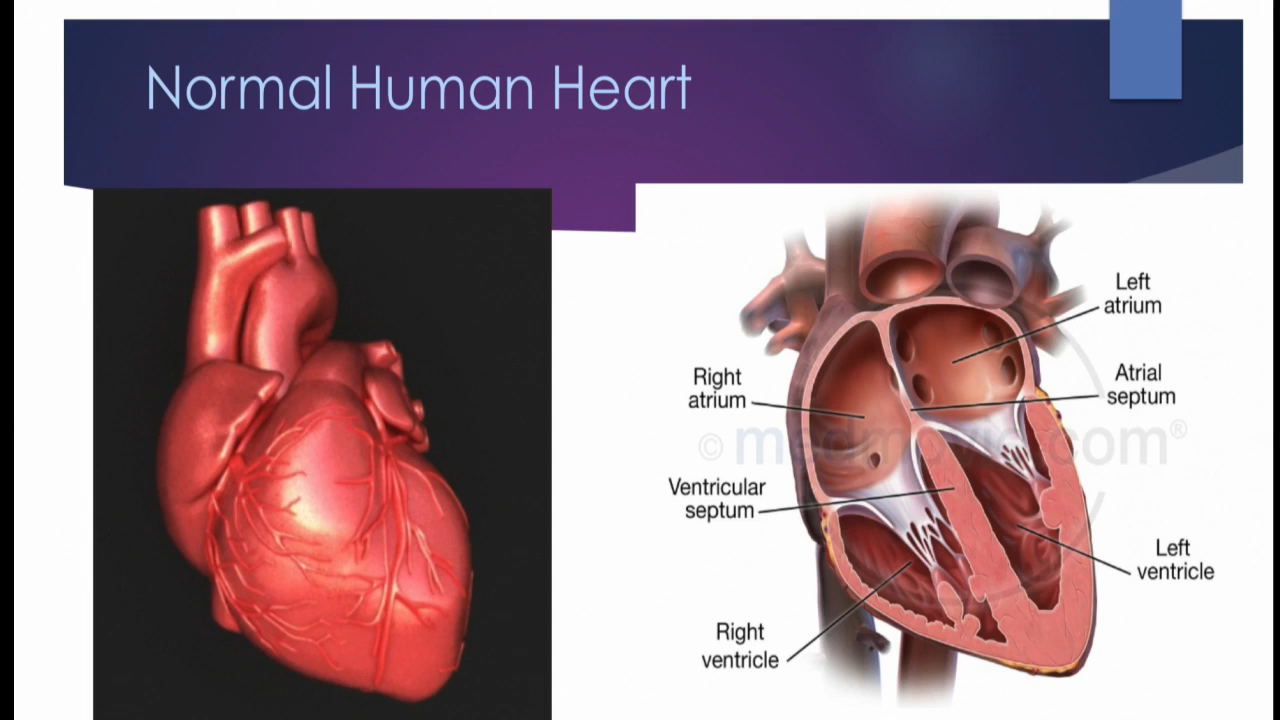 Normal Human Heart
Left
atrium
Right
atrium
Atrial
septum
Ventricular
septum
Left
ventricle
Right
ventricle